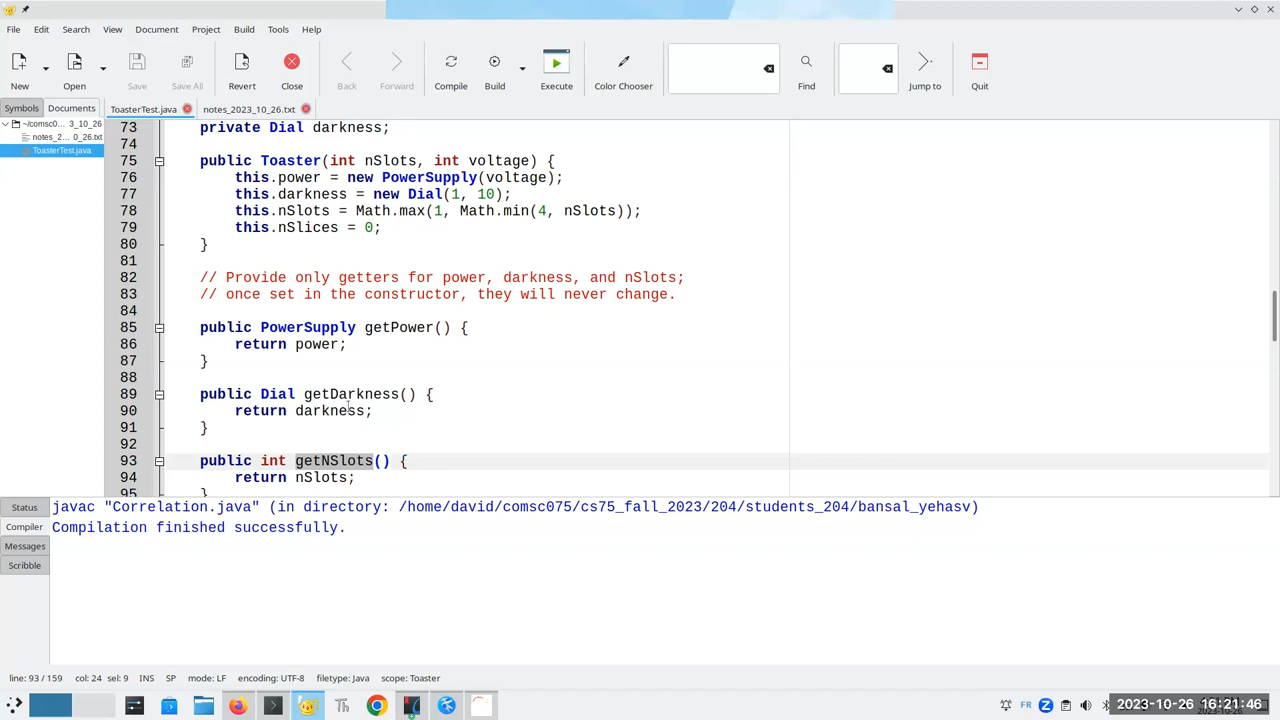 File Edit Search View Document Project Build Tools Help
New Open Save Save All Revert Close Back Forward Compile Build Execute Color Chooser Find Jump to Quit
Symbols Documents ToasterTest.java notes_2023_10_26.txt
~/comsc0… 3_10_26
notes_2… 0_26.txt
ToasterTest.java
73 private Dial darkness;
74
75 public Toaster(int nSlots, int voltage) {
76 this.power = new PowerSupply(voltage);
77 this.darkness = new Dial(1, 10);
78 this.nSlots = Math.max(1, Math.min(4, nSlots));
79 this.nSlices = 0;
80 }
81
82 // Provide only getters for power, darkness, and nSlots;
83 // once set in the constructor, they will never change.
84
85 public PowerSupply getPower() {
86 return power;
87 }
88
89 public Dial getDarkness() {
90 return darkness;
91 }
92
93 public int getNSlots() {
94 return nSlots;
95 }
Status
Compiler
Messages
Scribble
javac "Correlation.java" (in directory: /home/david/comsc075/cs75_fall_2023/204/students_204/bansal_yehasv)
Compilation finished successfully.
line: 93 / 159 col: 24 sel: 9 INS SP mode: LF encoding: UTF-8 filetype: Java scope: Toaster
Th FR Z 2023-10-26 16:21:46